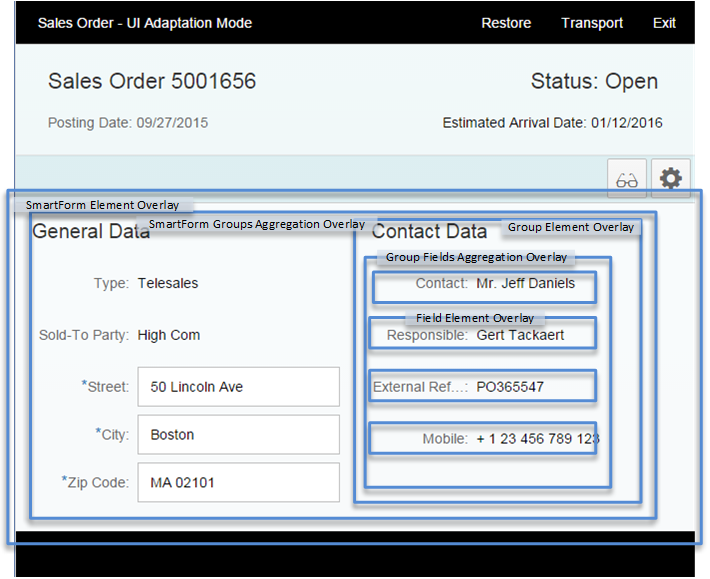 Sales Order - UI Adaptation Mode Restore Transport Exit
Sales Order 5001656 Status: Open
Posting Date: 09/27/2015 Estimated Arrival Date: 01/12/2016
SmartForm Element Overlay
SmartForm Groups Aggregation Overlay Group Element Overlay
General Data Contact Data
Group Fields Aggregation Overlay
Type: Telesales Contact: Mr. Jeff Daniels
Field Element Overlay
Sold-To Party: High Com Responsible: Gert Tackaert
*Street: 50 Lincoln Ave External Ref...: PO365547
*City: Boston Mobile: + 1 23 456 789 123
*Zip Code: MA 02101